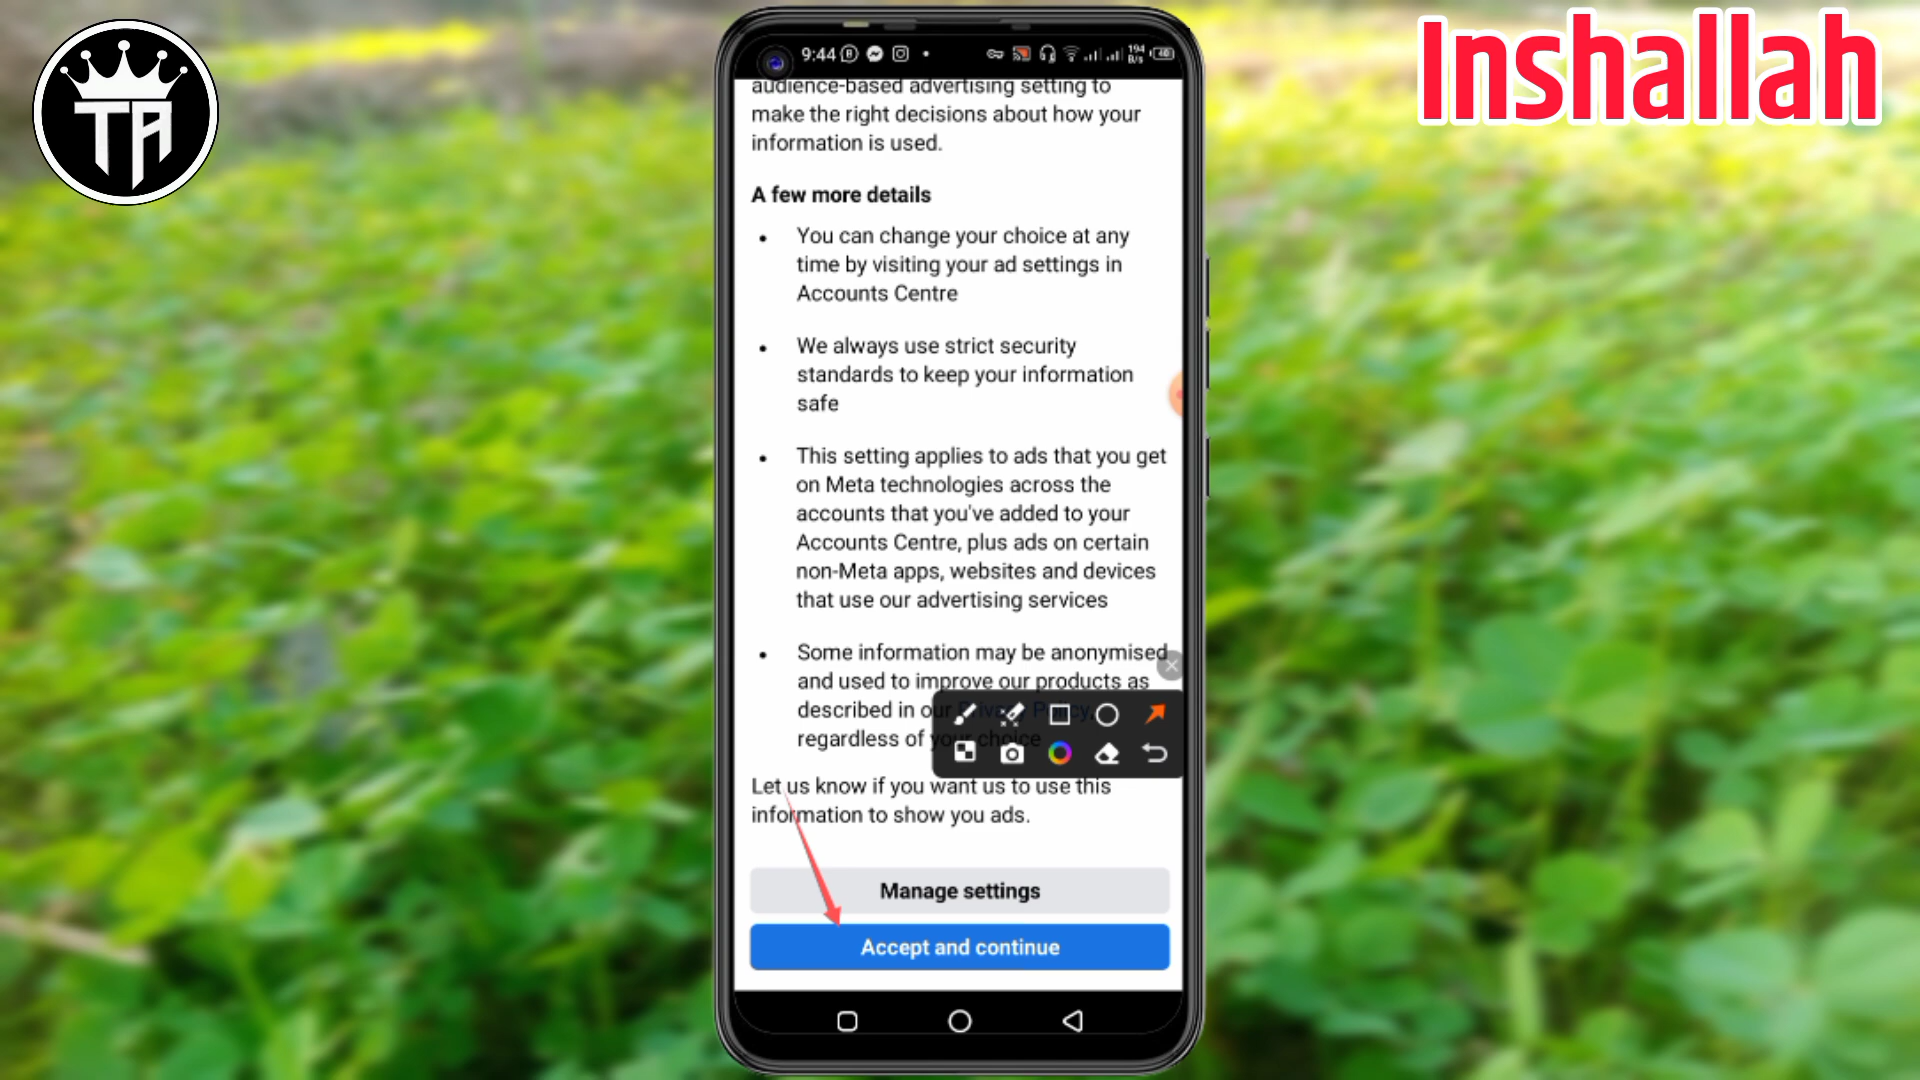 TA
Inshallah
9:44
194
B/s
40
audience-based advertising setting to
make the right decisions about how your
information is used.
A few more details
• You can change your choice at any
time by visiting your ad settings in
Accounts Centre
• We always use strict security
standards to keep your information
safe
• This setting applies to ads that you get
on Meta technologies across the
accounts that you've added to your
Accounts Centre, plus ads on certain
non-Meta apps, websites and devices
that use our advertising services
• Some information may be anonymised
and used to improve our products as
described in our Privacy Policy,
regardless of your choice
Let us know if you want us to use this
information to show you ads.
Manage settings
Accept and continue